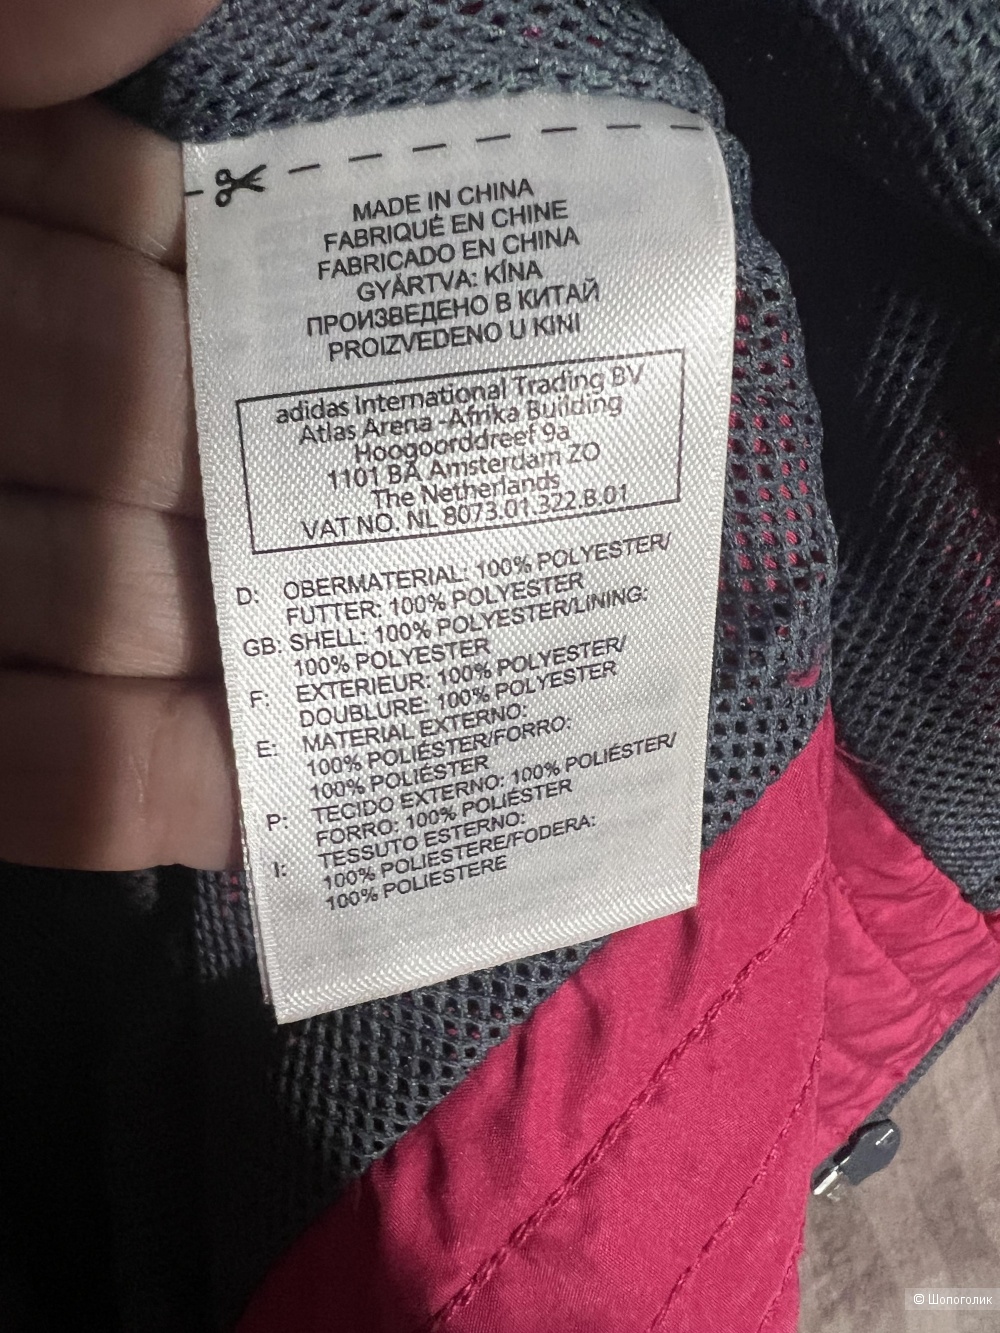 MADE IN CHINA
FABRIQUÉ EN CHINE
FABRICADO EN CHINA
GYÁRTVA: KÍNA
ПРОИЗВЕДЕНО В КИТАЙ
PROIZVEDENO U KINI
adidas International Trading BV
Atlas Arena -Afrika Building
Hoogoorddreef 9a
1101 BA Amsterdam ZO
The Netherlands
VAT NO. NL 8073.01.322.B.01
D: OBERMATERIAL: 100% POLYESTER/
FUTTER: 100% POLYESTER
GB: SHELL: 100% POLYESTER/LINING:
100% POLYESTER
F: EXTERIEUR: 100% POLYESTER/
DOUBLURE: 100% POLYESTER
E: MATERIAL EXTERNO:
100% POLIÉSTER/FORRO:
100% POLIÉSTER
P: TECIDO EXTERNO: 100% POLIÉSTER/
FORRO: 100% POLIÉSTER
I: TESSUTO ESTERNO:
100% POLIESTERE/FODERA:
100% POLIESTERE
© Шопоголик